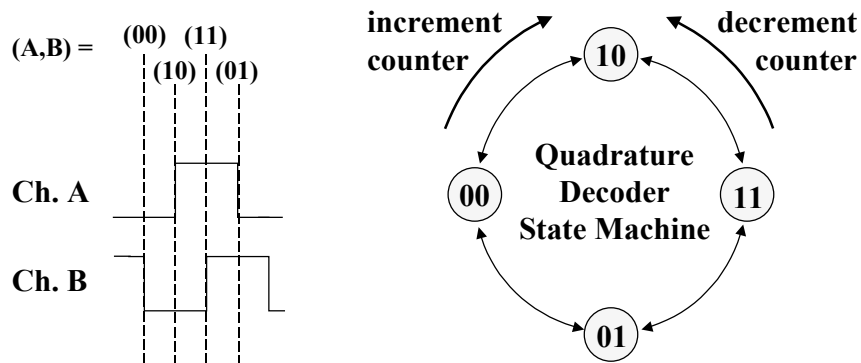 (A,B) =
(00)
(11)
(10)
(01)
Ch. A
Ch. B
increment
counter
decrement
counter
10
00
Quadrature
Decoder
State Machine
11
01